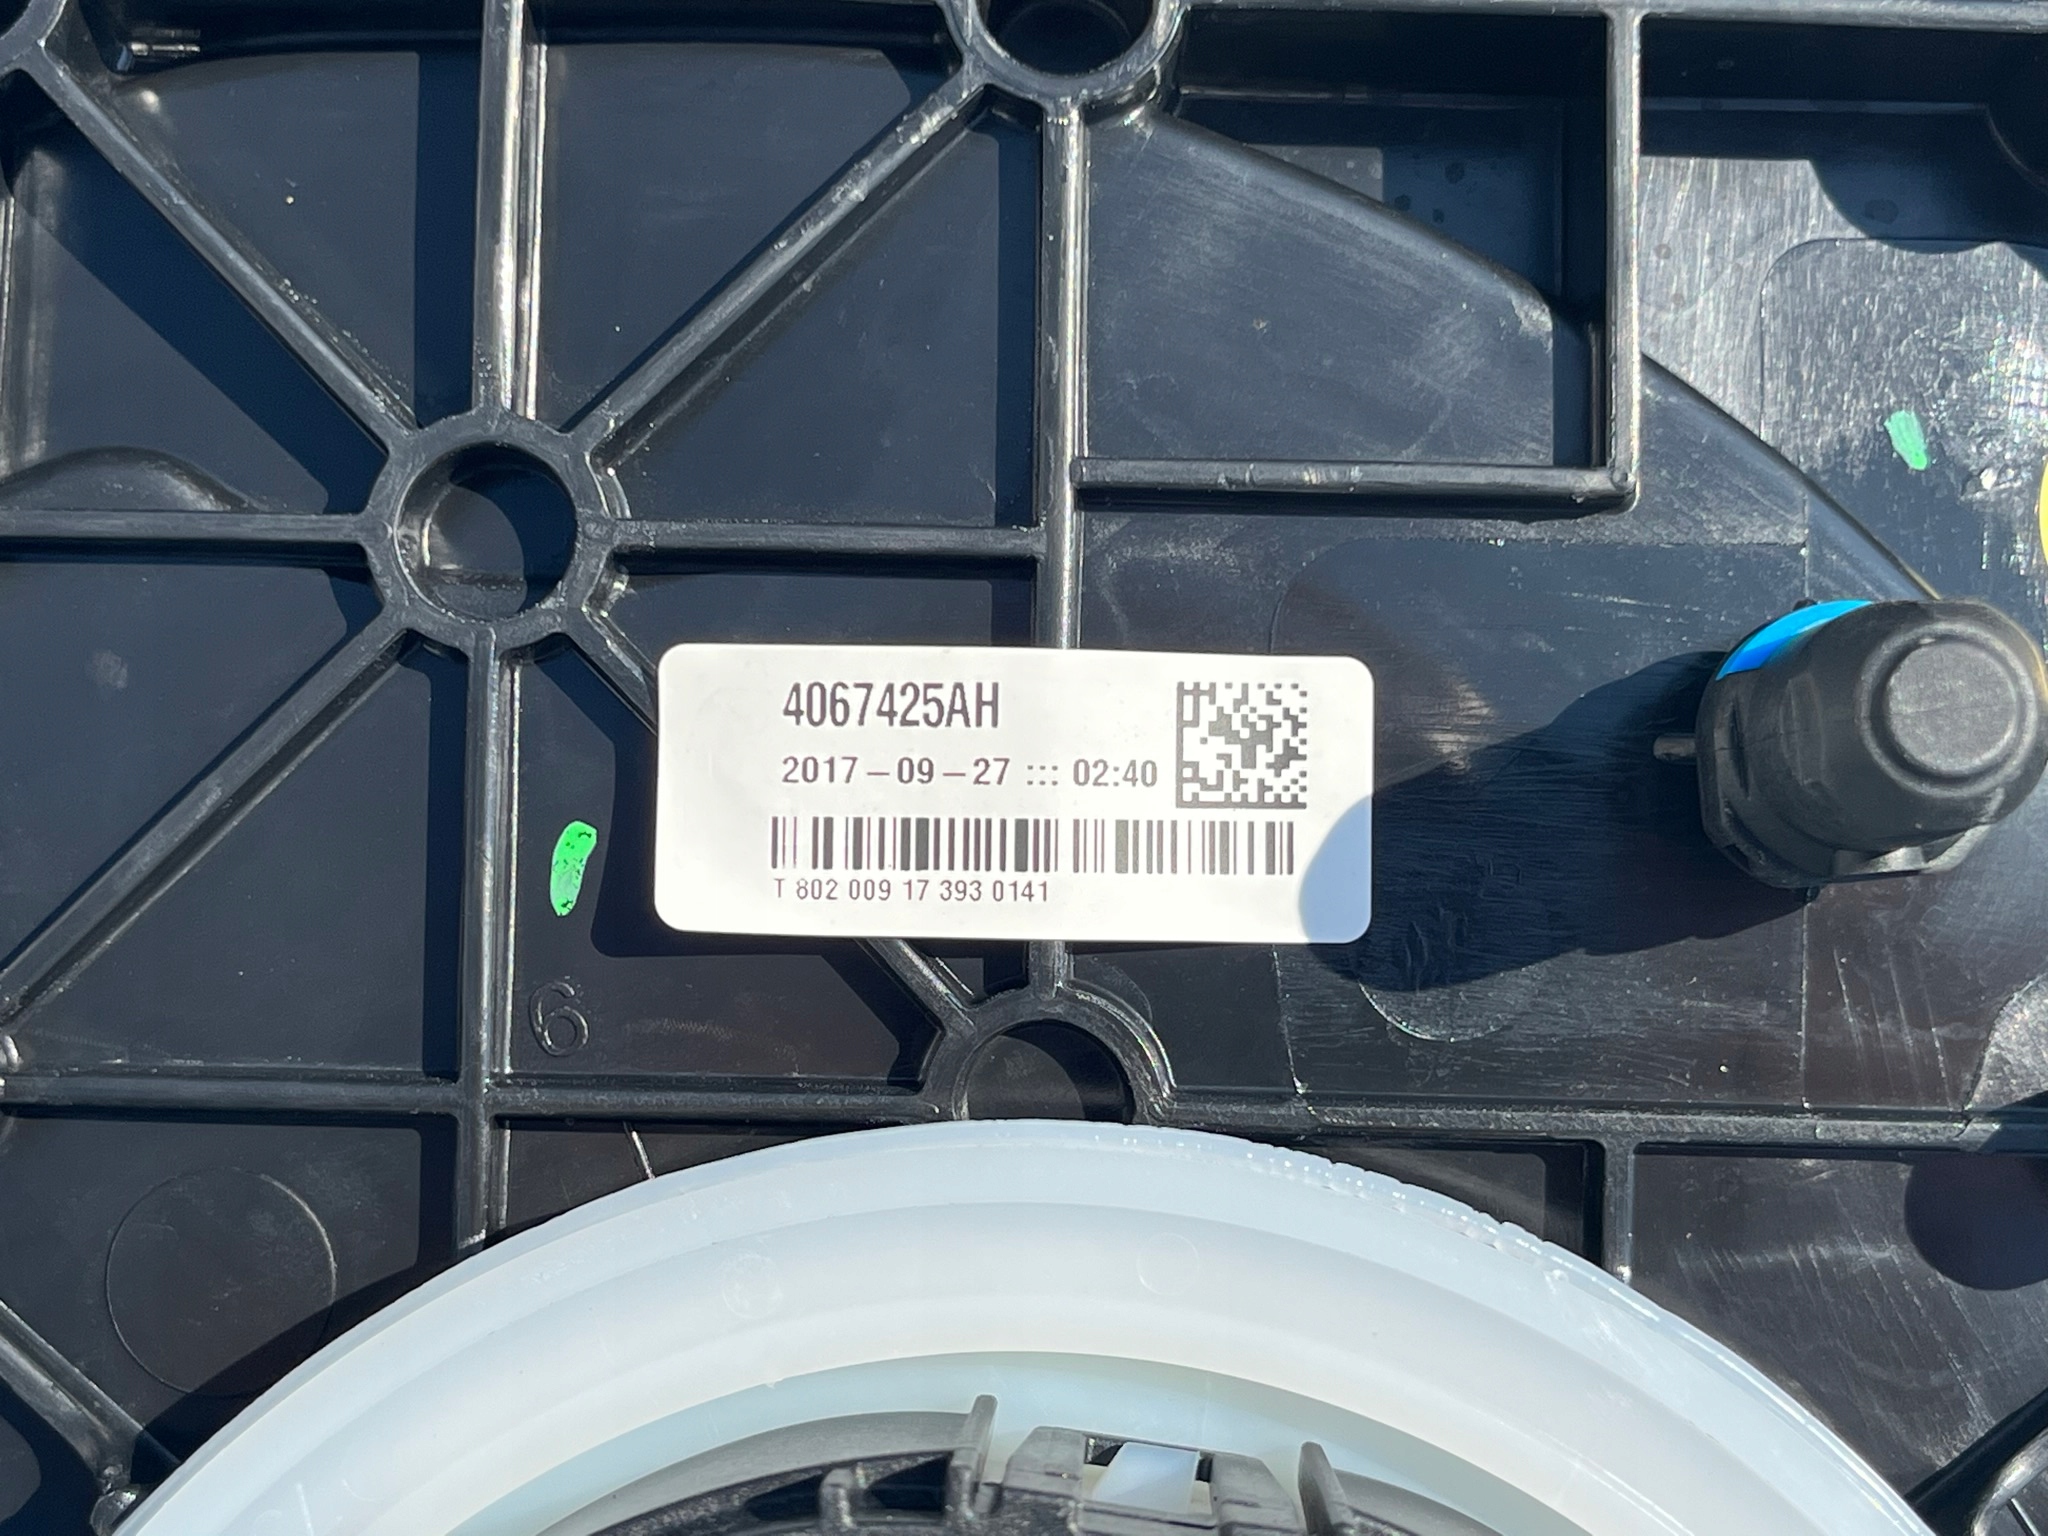 4067425AH
2017-09-27 ::: 02:40
T 802 009 17 393 0141
6